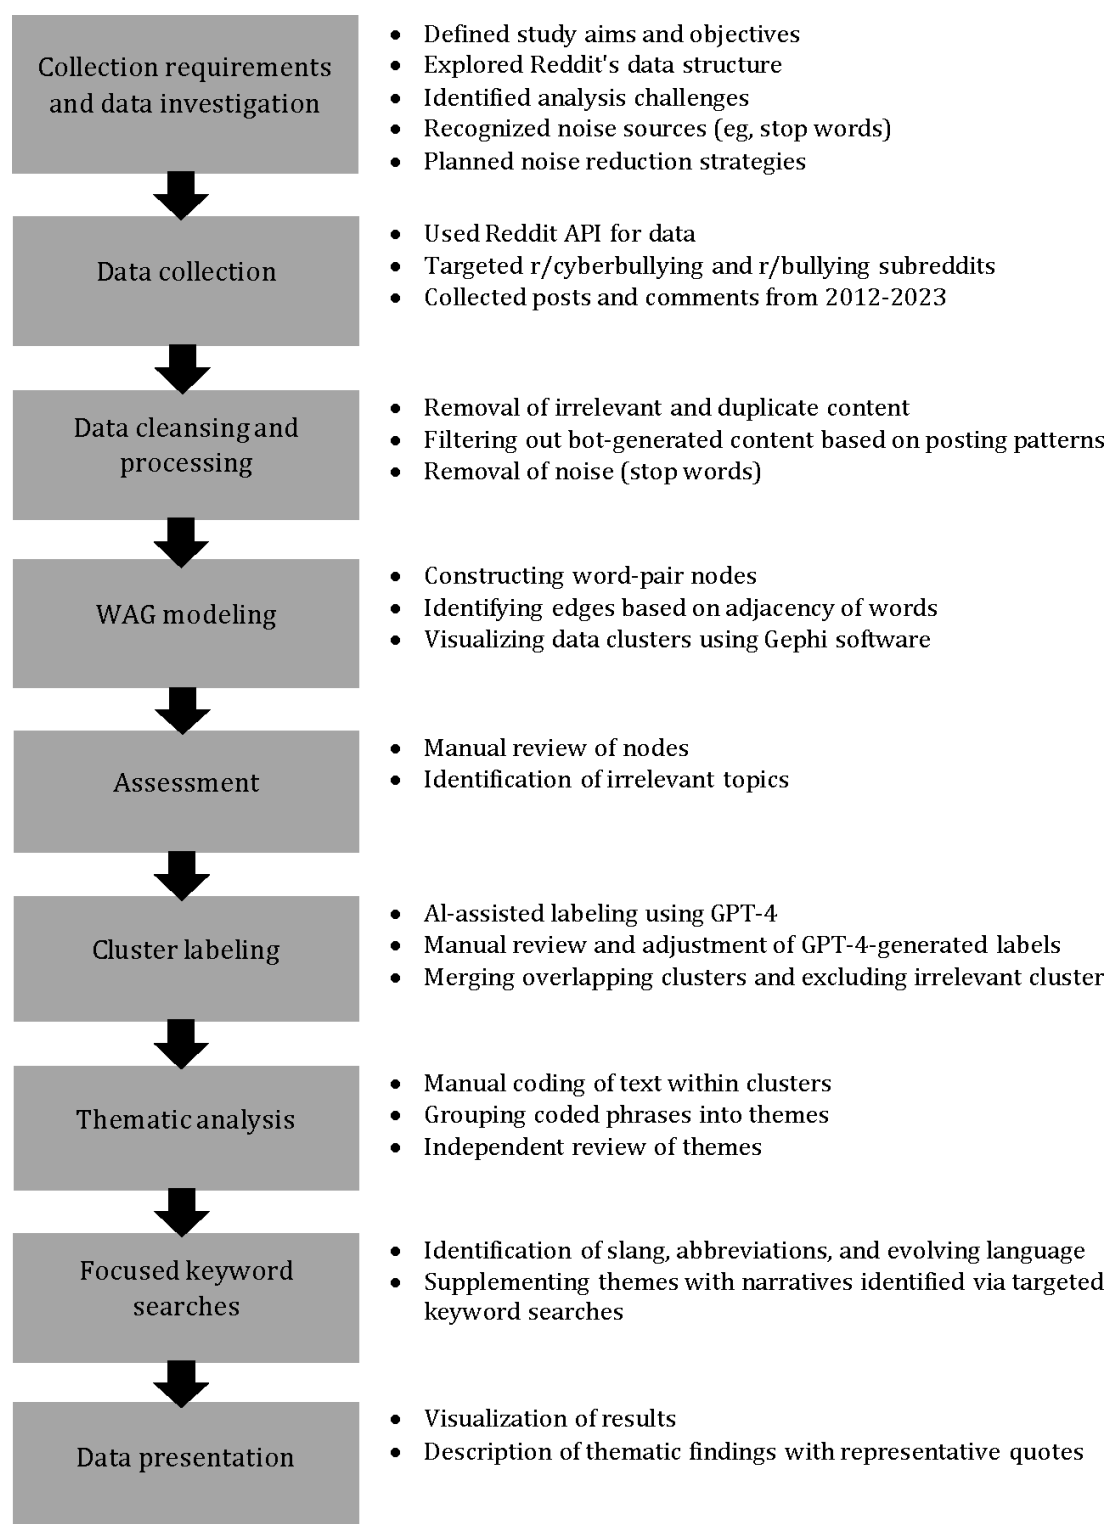 Collection requirements
and data investigation
• Defined study aims and objectives
• Explored Reddit's data structure
• Identified analysis challenges
• Recognized noise sources (eg, stop words)
• Planned noise reduction strategies
Data collection
• Used Reddit API for data
• Targeted r/cyberbullying and r/bullying subreddits
• Collected posts and comments from 2012-2023
Data cleansing and
processing
• Removal of irrelevant and duplicate content
• Filtering out bot-generated content based on posting patterns
• Removal of noise (stop words)
WAG modeling
• Constructing word-pair nodes
• Identifying edges based on adjacency of words
• Visualizing data clusters using Gephi software
Assessment
• Manual review of nodes
• Identification of irrelevant topics
Cluster labeling
• AI-assisted labeling using GPT-4
• Manual review and adjustment of GPT-4-generated labels
• Merging overlapping clusters and excluding irrelevant cluster
Thematic analysis
• Manual coding of text within clusters
• Grouping coded phrases into themes
• Independent review of themes
Focused keyword
searches
• Identification of slang, abbreviations, and evolving language
• Supplementing themes with narratives identified via targeted
keyword searches
Data presentation
• Visualization of results
• Description of thematic findings with representative quotes